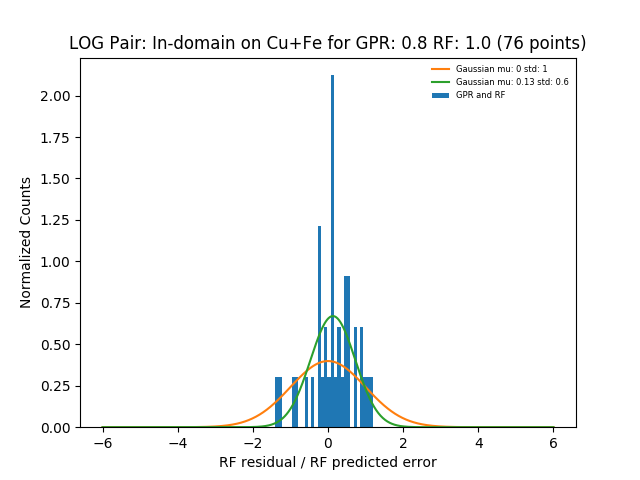 LOG Pair: In-domain on Cu+Fe for GPR: 0.8 RF: 1.0 (76 points)
Gaussian mu: 0 std: 1
Gaussian mu: 0.13 std: 0.6
GPR and RF
2.00
1.75
1.50
1.25
1.00
0.75
0.50
0.25
0.00
Normalized Counts
−6 −4 −2 0 2 4 6
RF residual / RF predicted error